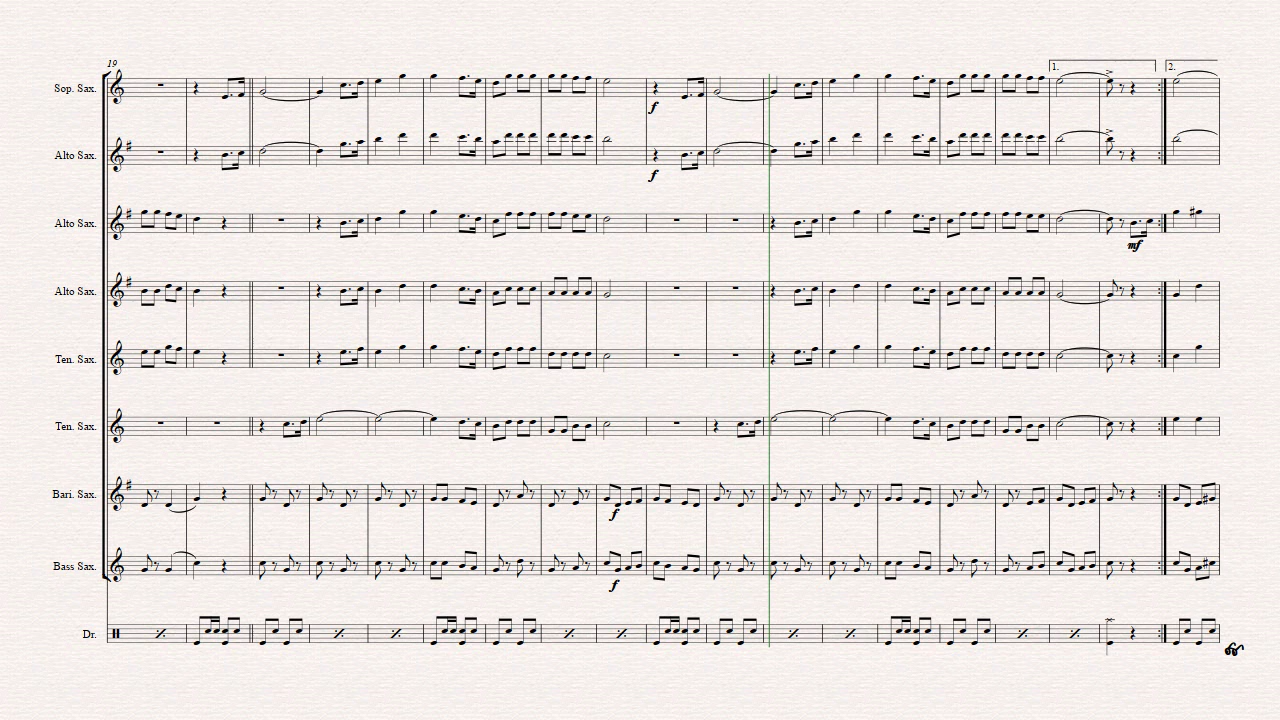 19
1.
2.
Sop. Sax.
f
Alto Sax.
f
Alto Sax.
mf
Alto Sax.
Ten. Sax.
Ten. Sax.
Bari. Sax.
f
Bass Sax.
f
Dr.